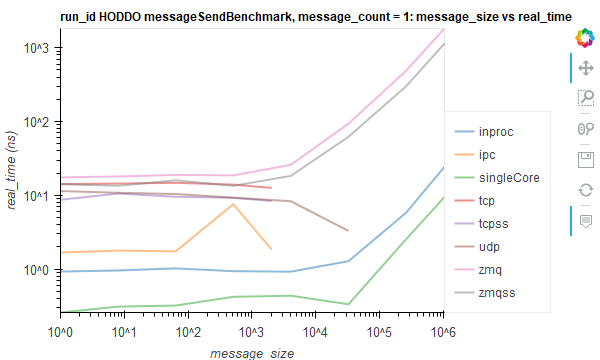 run_id HODDO messageSendBenchmark, message_count = 1: message_size vs real_time
10^3
10^2
10^1
10^0
real_time (ns)
10^0
10^1
10^2
10^3
10^4
10^5
10^6
message_size
inproc
ipc
singleCore
tcp
tcpss
udp
zmq
zmqss